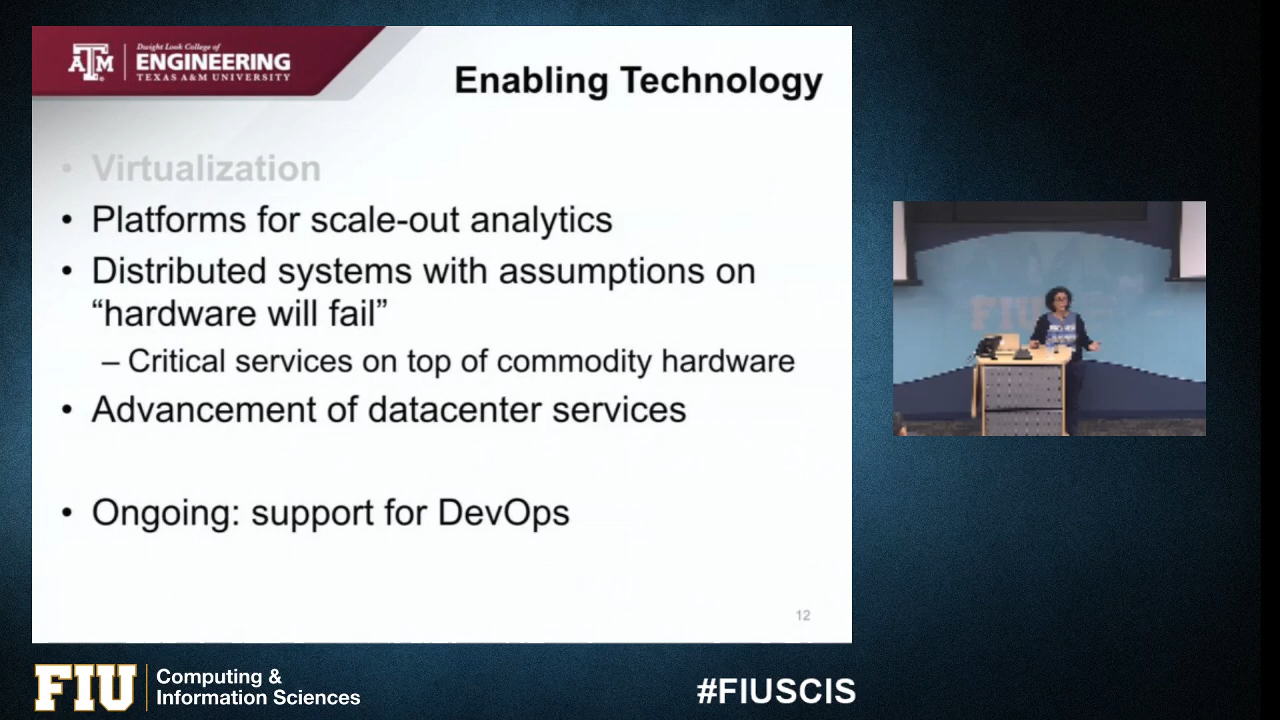 Dwight Look College of
ENGINEERING
TEXAS A&M UNIVERSITY
Enabling Technology
• Virtualization
• Platforms for scale-out analytics
• Distributed systems with assumptions on
“hardware will fail”
– Critical services on top of commodity hardware
• Advancement of datacenter services
• Ongoing: support for DevOps
12
FIU
FIU
Computing &
Information Sciences
#FIUSCIS